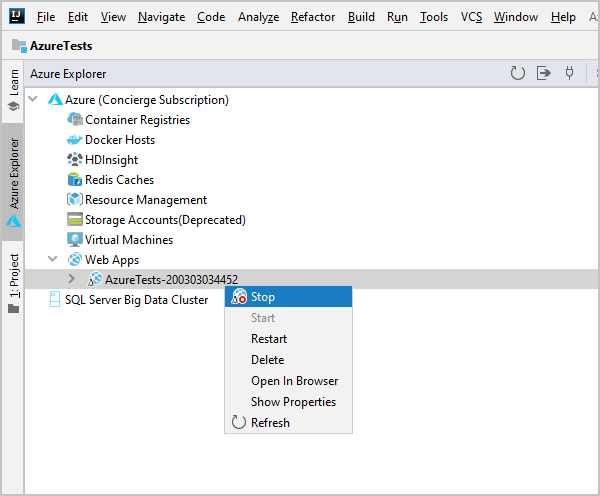 IJ File Edit View Navigate Code Analyze Refactor Build Run Tools VCS Window Help
AzureTests
Azure Explorer
Learn
Azure Explorer
1: Project
Azure (Concierge Subscription)
Container Registries
Docker Hosts
HDInsight
Redis Caches
Resource Management
Storage Accounts(Deprecated)
Virtual Machines
Web Apps
AzureTests-200303034452
SQL Server Big Data Cluster
Stop
Start
Restart
Delete
Open In Browser
Show Properties
Refresh